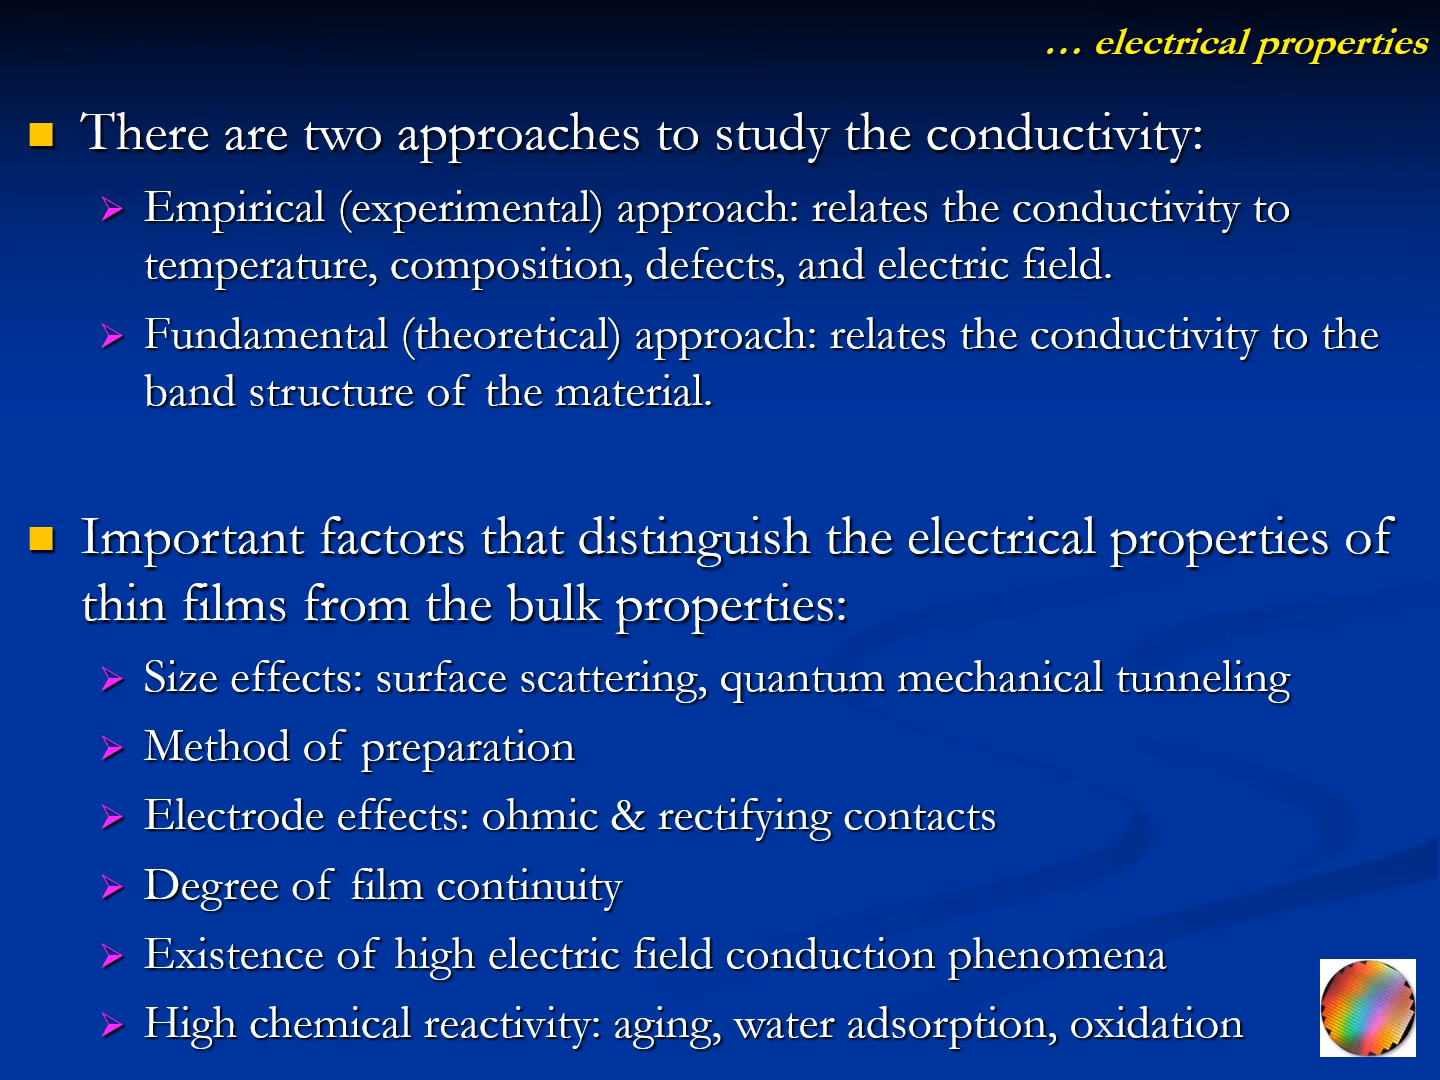 … electrical properties
There are two approaches to study the conductivity:
Empirical (experimental) approach: relates the conductivity to
temperature, composition, defects, and electric field.
Fundamental (theoretical) approach: relates the conductivity to the
band structure of the material.
Important factors that distinguish the electrical properties of
thin films from the bulk properties:
Size effects: surface scattering, quantum mechanical tunneling
Method of preparation
Electrode effects: ohmic & rectifying contacts
Degree of film continuity
Existence of high electric field conduction phenomena
High chemical reactivity: aging, water adsorption, oxidation